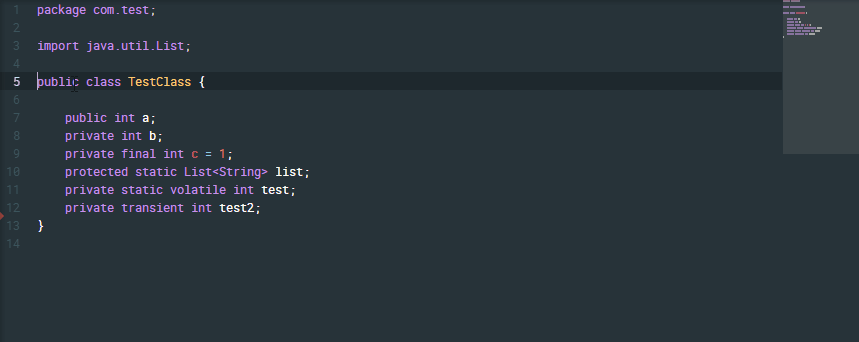 1 package com.test;
2
3 import java.util.List;
4
5 public class TestClass {
6
7     public int a;
8     private int b;
9     private final int c = 1;
10     protected static List<String> list;
11     private static volatile int test;
12     private transient int test2;
13 }
14